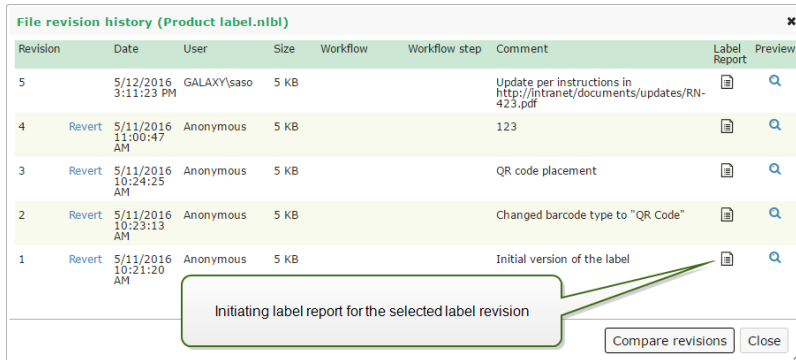 File revision history (Product label.nlbl)
Revision Date User Size Workflow Workflow step Comment Label Report Preview
5 5/12/2016 3:11:23 PM GALAXY\saso 5 KB Update per instructions in http://intranet/documents/updates/RN-423.pdf
4 Revert 5/11/2016 11:00:47 AM Anonymous 5 KB 123
3 Revert 5/11/2016 10:24:25 AM Anonymous 5 KB QR code placement
2 Revert 5/11/2016 10:23:13 AM Anonymous 5 KB Changed barcode type to "QR Code"
1 Revert 5/11/2016 10:21:20 AM Anonymous 5 KB Initial version of the label
Initiating label report for the selected label revision
Compare revisions Close